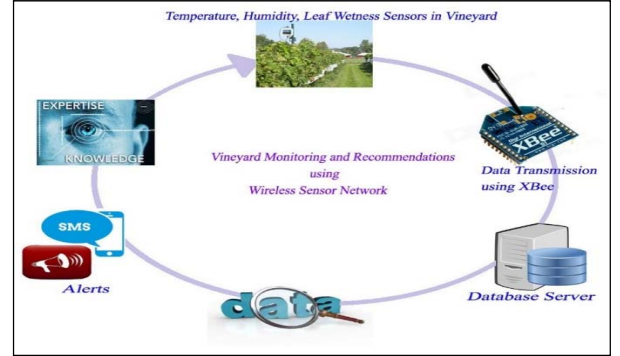 Temperature, Humidity, Leaf Wetness Sensors in Vineyard
EXPERTISE
KNOWLEDGE
Vineyard Monitoring and Recommendations
using
Wireless Sensor Network
XBee
Data Transmission
using XBee
SMS
Alerts
Database Server
data